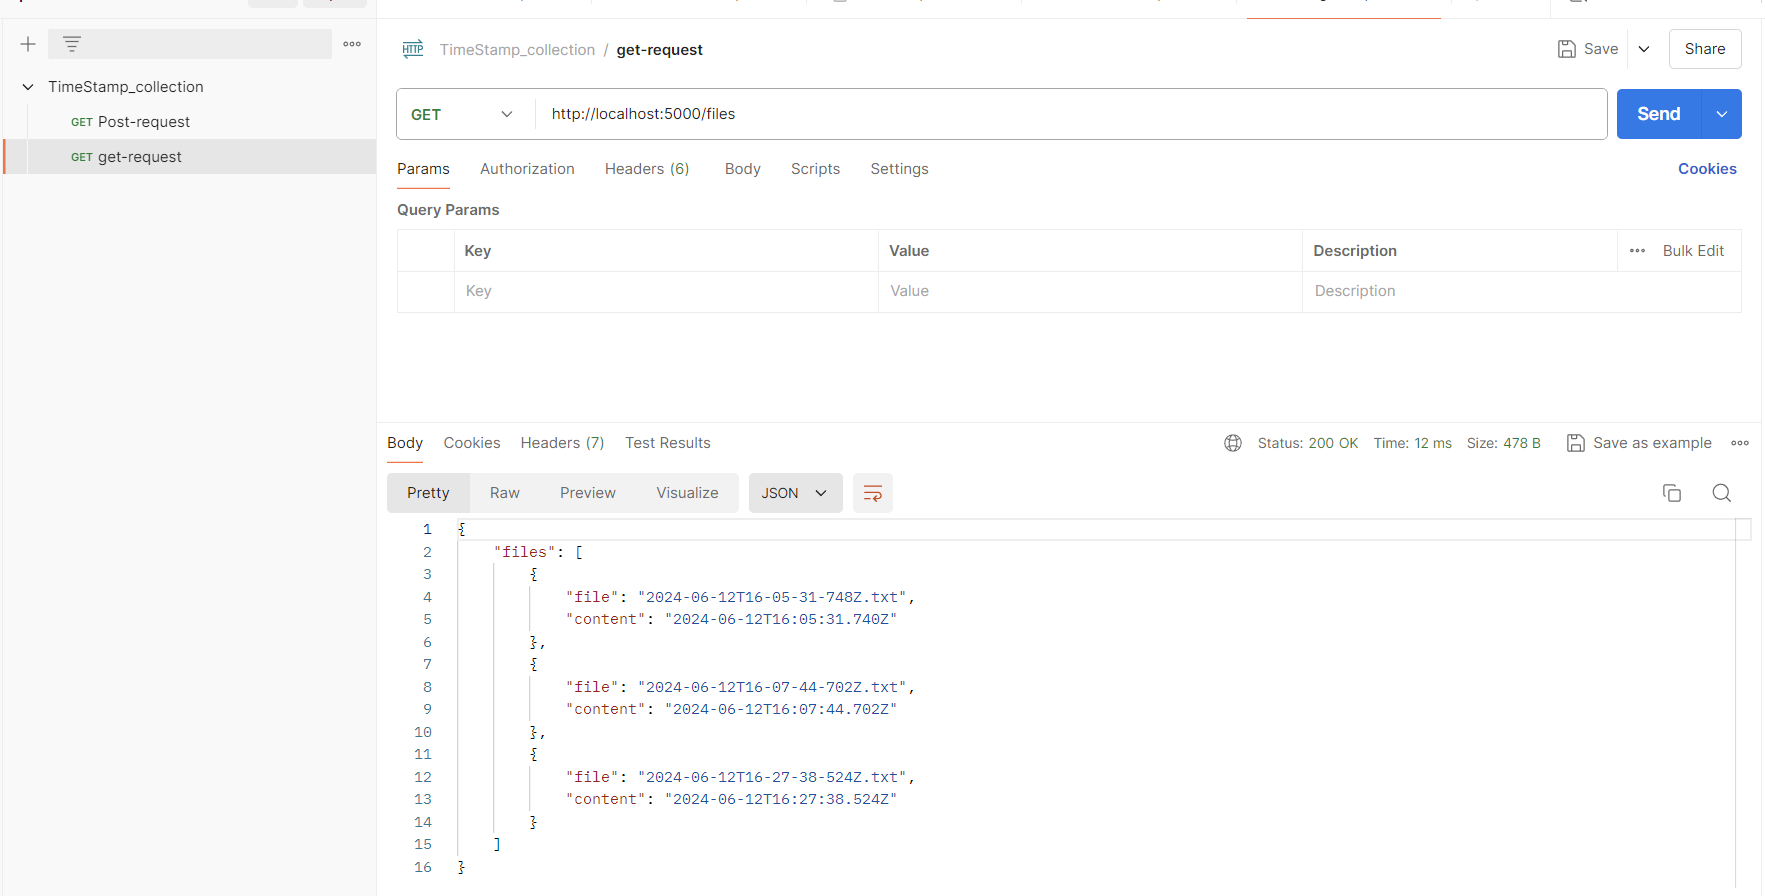 TimeStamp_collection
GET Post-request
GET get-request
HTTP TimeStamp_collection / get-request
Save
Share
GET http://localhost:5000/files
Send
Params Authorization Headers (6) Body Scripts Settings Cookies
Query Params
Key Value Description ••• Bulk Edit
Key Value Description
Body Cookies Headers (7) Test Results Status: 200 OK Time: 12 ms Size: 478 B Save as example
Pretty Raw Preview Visualize JSON
1 {
2 "files": [
3 {
4 "file": "2024-06-12T16-05-31-748Z.txt",
5 "content": "2024-06-12T16:05:31.740Z"
6 },
7 {
8 "file": "2024-06-12T16-07-44-702Z.txt",
9 "content": "2024-06-12T16:07:44.702Z"
10 },
11 {
12 "file": "2024-06-12T16-27-38-524Z.txt",
13 "content": "2024-06-12T16:27:38.524Z"
14 }
15 ]
16 }